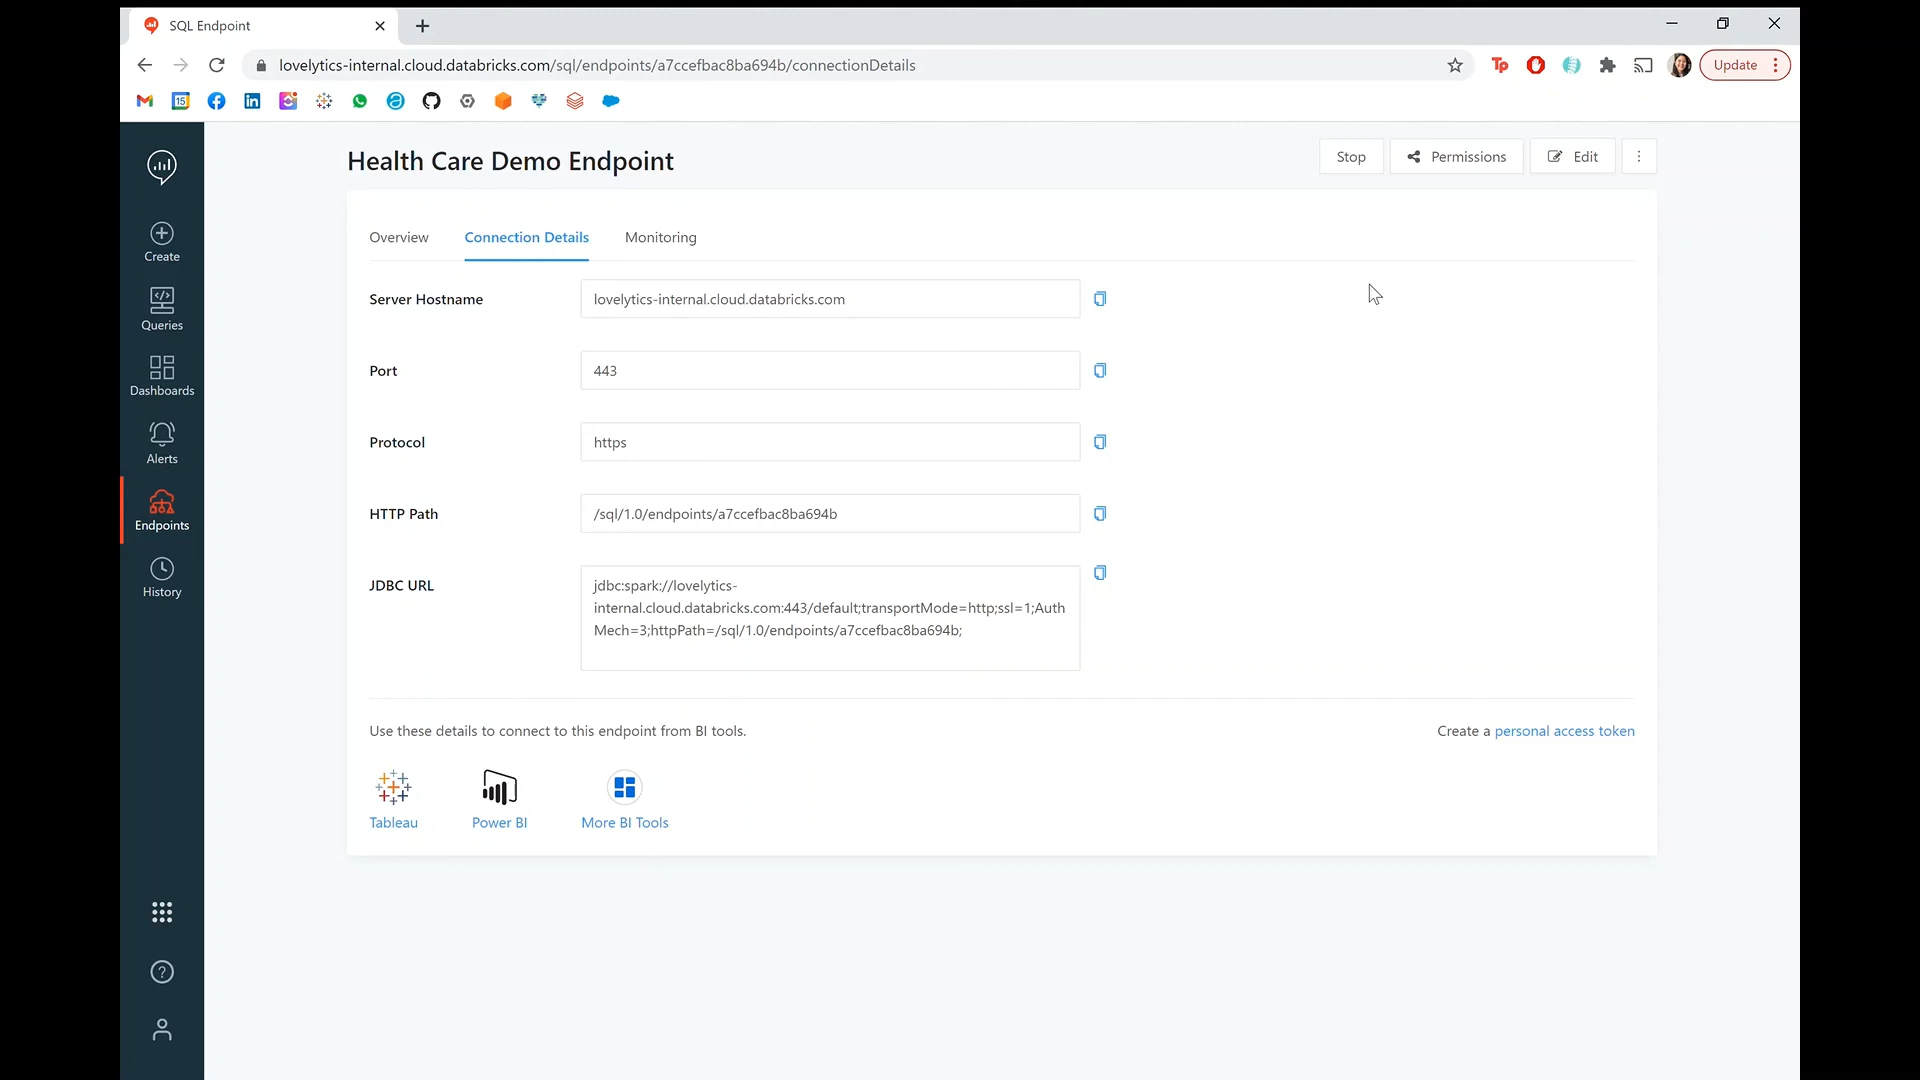 SQL Endpoint
lovelytics-internal.cloud.databricks.com/sql/endpoints/a7ccefbac8ba694b/connectionDetails
Tp
Update
15
Health Care Demo Endpoint
Stop
Permissions
Edit
Create
Queries
Dashboards
Alerts
Endpoints
History
Overview
Connection Details
Monitoring
Server Hostname
lovelytics-internal.cloud.databricks.com
Port
443
Protocol
https
HTTP Path
/sql/1.0/endpoints/a7ccefbac8ba694b
JDBC URL
jdbc:spark://lovelytics-
internal.cloud.databricks.com:443/default;transportMode=http;ssl=1;Auth
Mech=3;httpPath=/sql/1.0/endpoints/a7ccefbac8ba694b;
Use these details to connect to this endpoint from BI tools.
Create a personal access token
Tableau
Power BI
More BI Tools